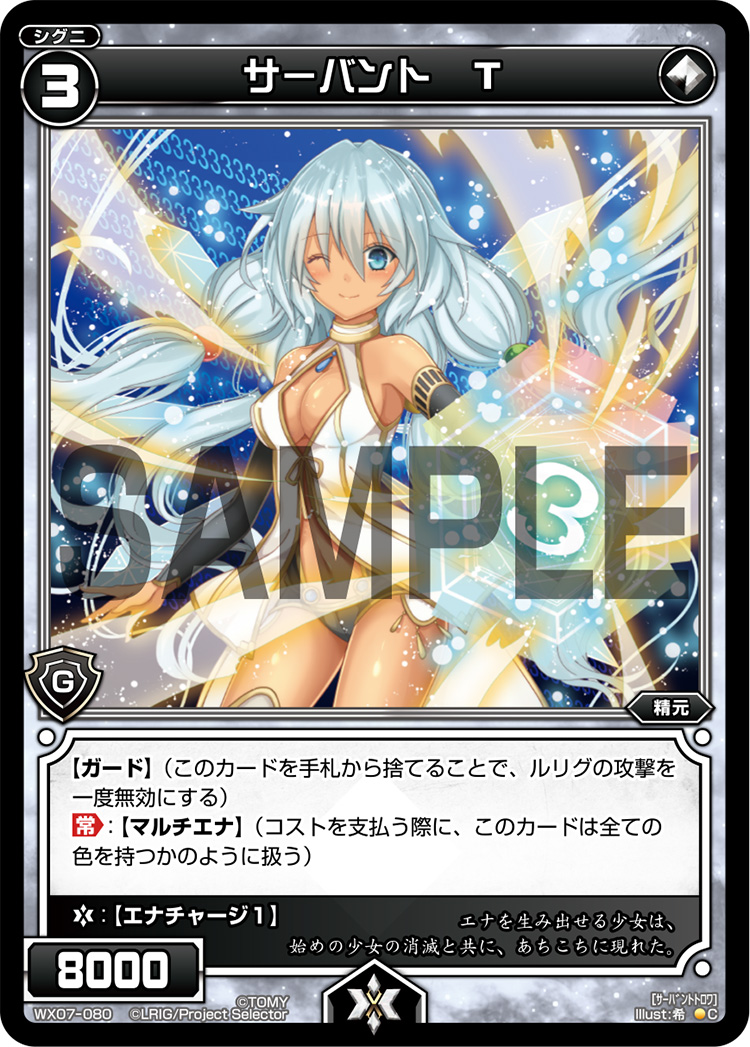 シグニ
3
サーバント T
333333333333333
SAMPLE
3
G
精元
【ガード】（このカードを手札から捨てることで、ルリグの攻撃を
一度無効にする）
常：【マルチエナ】（コストを支払う際に、このカードは全ての
色を持つかのように扱う）
：【エナチャージ１】
エナを生み出せる少女は、
始めの少女の消滅と共に、あちこちに現れた。
8000
WX07-080 ©LRIG/Project Selector
©TOMY
[サーバントトロワ]
Illust:希 C